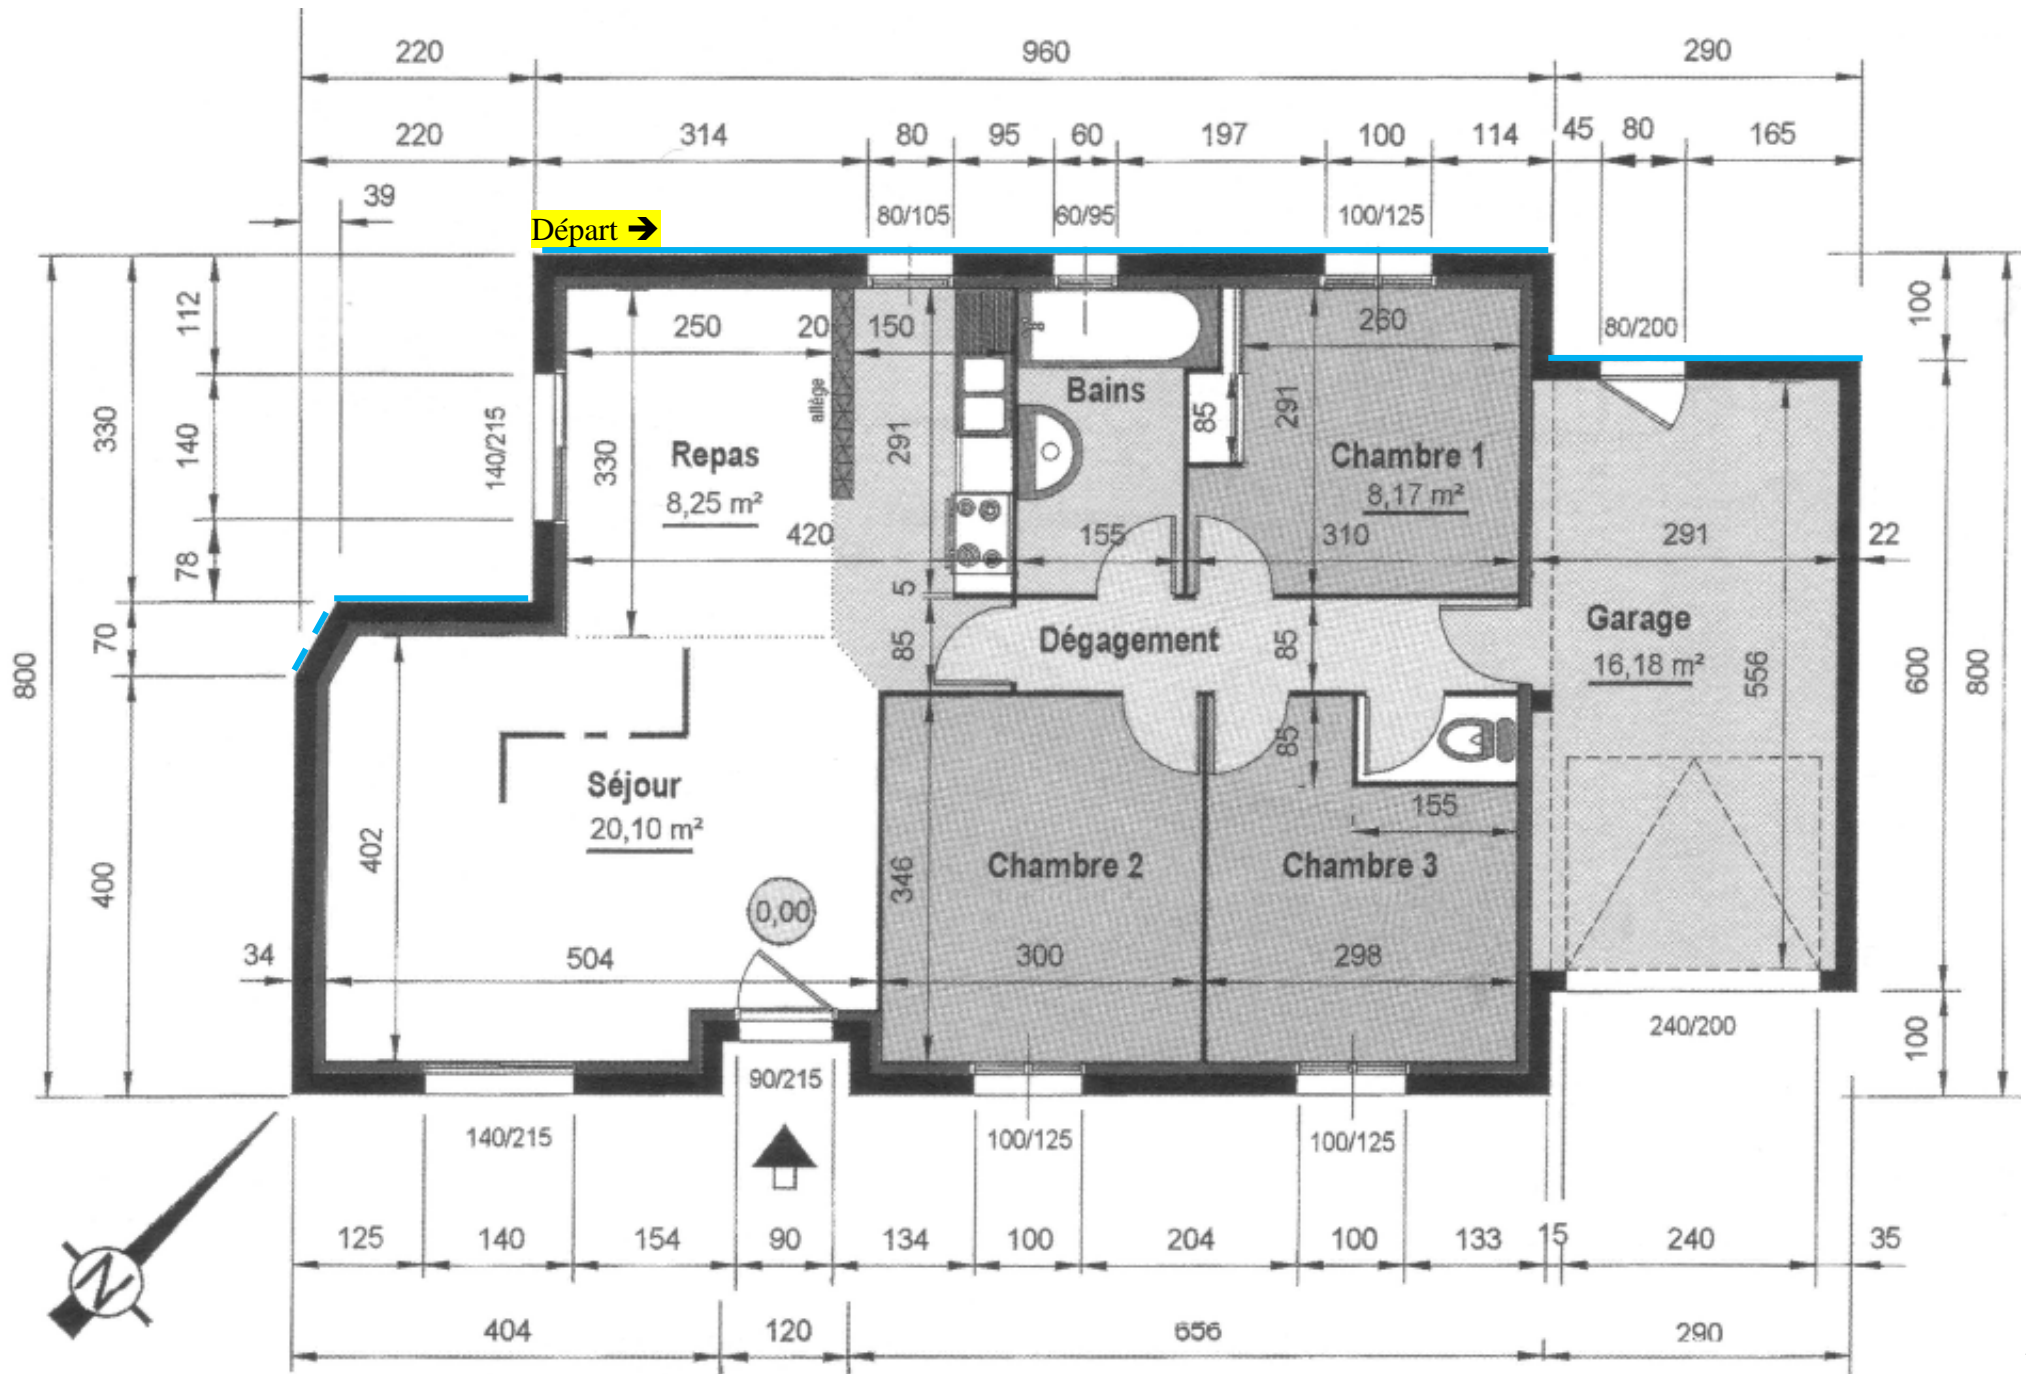 220 960 290
220 314 80 95 60 197 100 114 45 80 165
39
80/105 60/95 100/125
Départ ➔
112
100
80/200
250 20 150 260
allège
Bains
330 140 140/215 330 291 85 291
Repas
8,25 m²
Chambre 1
8,17 m²
420 155 310 291 22
78
5
Garage
16,18 m²
70 85 Dégagement 85 556 600 800
800
85
Séjour
20,10 m²
155
402 346
Chambre 2 Chambre 3
400
0,00
34 504 300 298
240/200
100
90/215
140/215 100/125 100/125
125 140 154 90 134 100 204 100 133 15 240 35
N
404 120 656 290